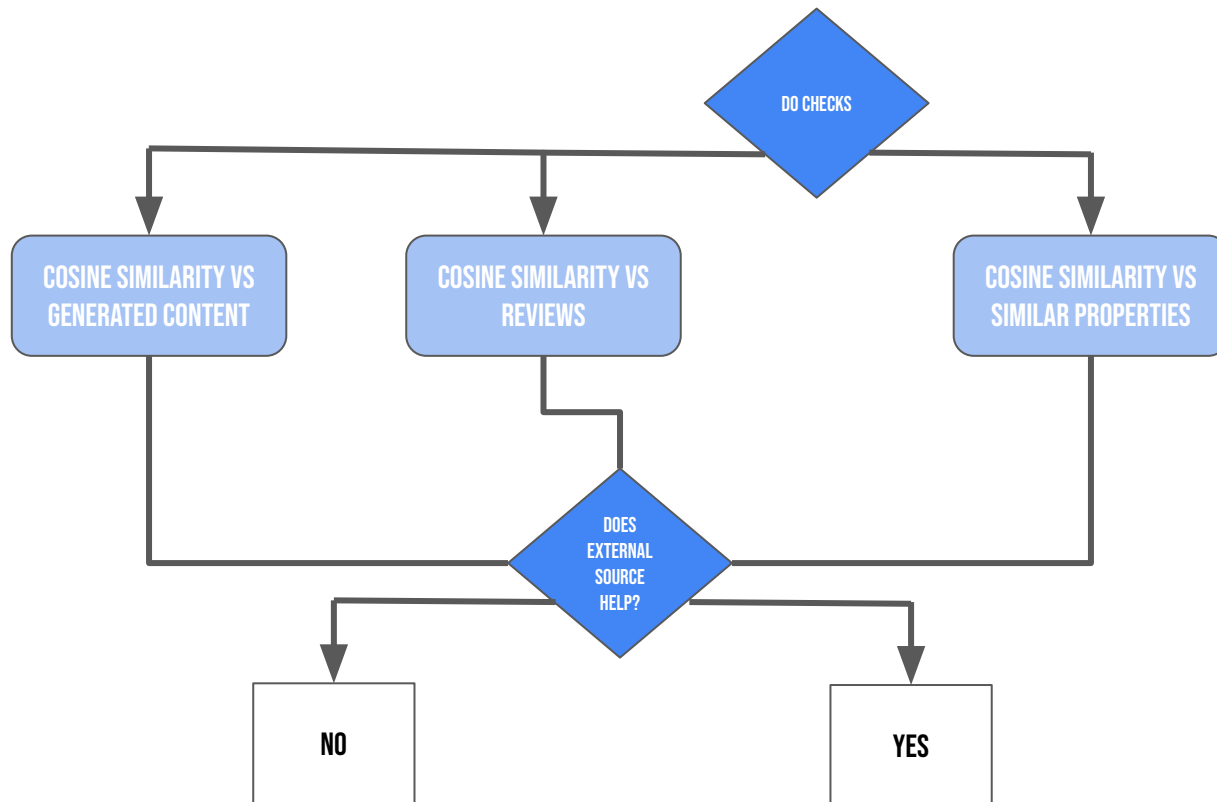 DO CHECKS
COSINE SIMILARITY VS
GENERATED CONTENT
COSINE SIMILARITY VS
REVIEWS
COSINE SIMILARITY VS
SIMILAR PROPERTIES
DOES
EXTERNAL
SOURCE
HELP?
NO
YES